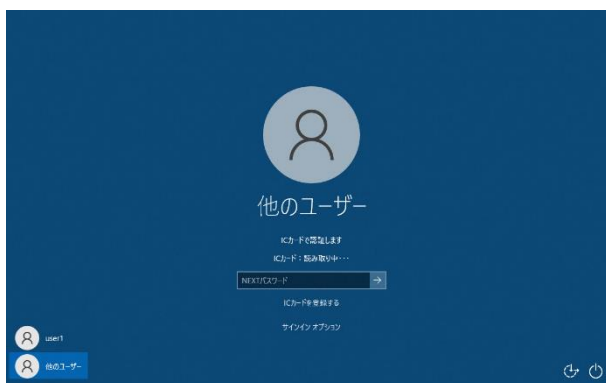 他のユーザー
ICカードで認証します
ICカード：読み取り中・・・
NEXTパスワード
ICカードを登録する
サインイン オプション
user1
他のユーザー